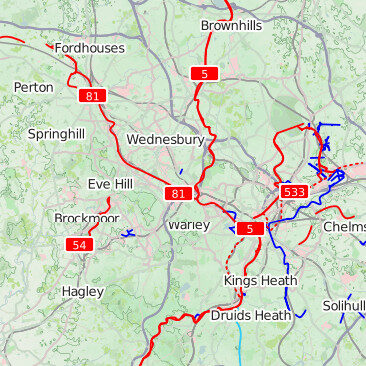 Brownhills
Fordhouses
5
Perton
81
Springhill
Wednesbury
Eve Hill
81
533
Brockmoor
Warley
5
Chelms
54
Kings Heath
Hagley
Solihull
Druids Heath